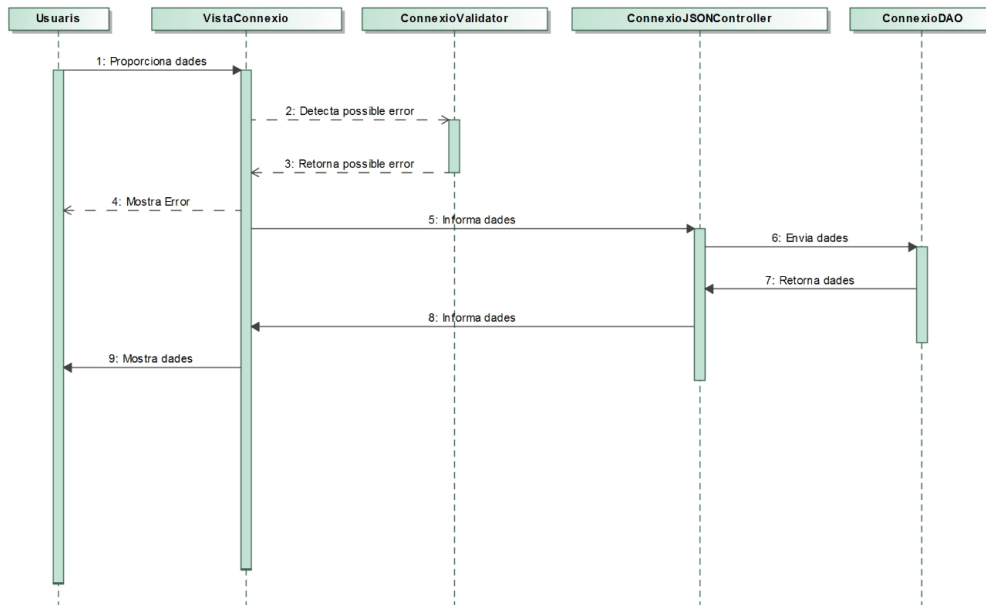 Usuaris
VistaConnexio
ConnexioValidator
ConnexioJSONController
ConnexioDAO
1: Proporciona dades
2: Detecta possible error
3: Retorna possible error
4: Mostra Error
5: Informa dades
6: Envia dades
7: Retorna dades
8: Informa dades
9: Mostra dades